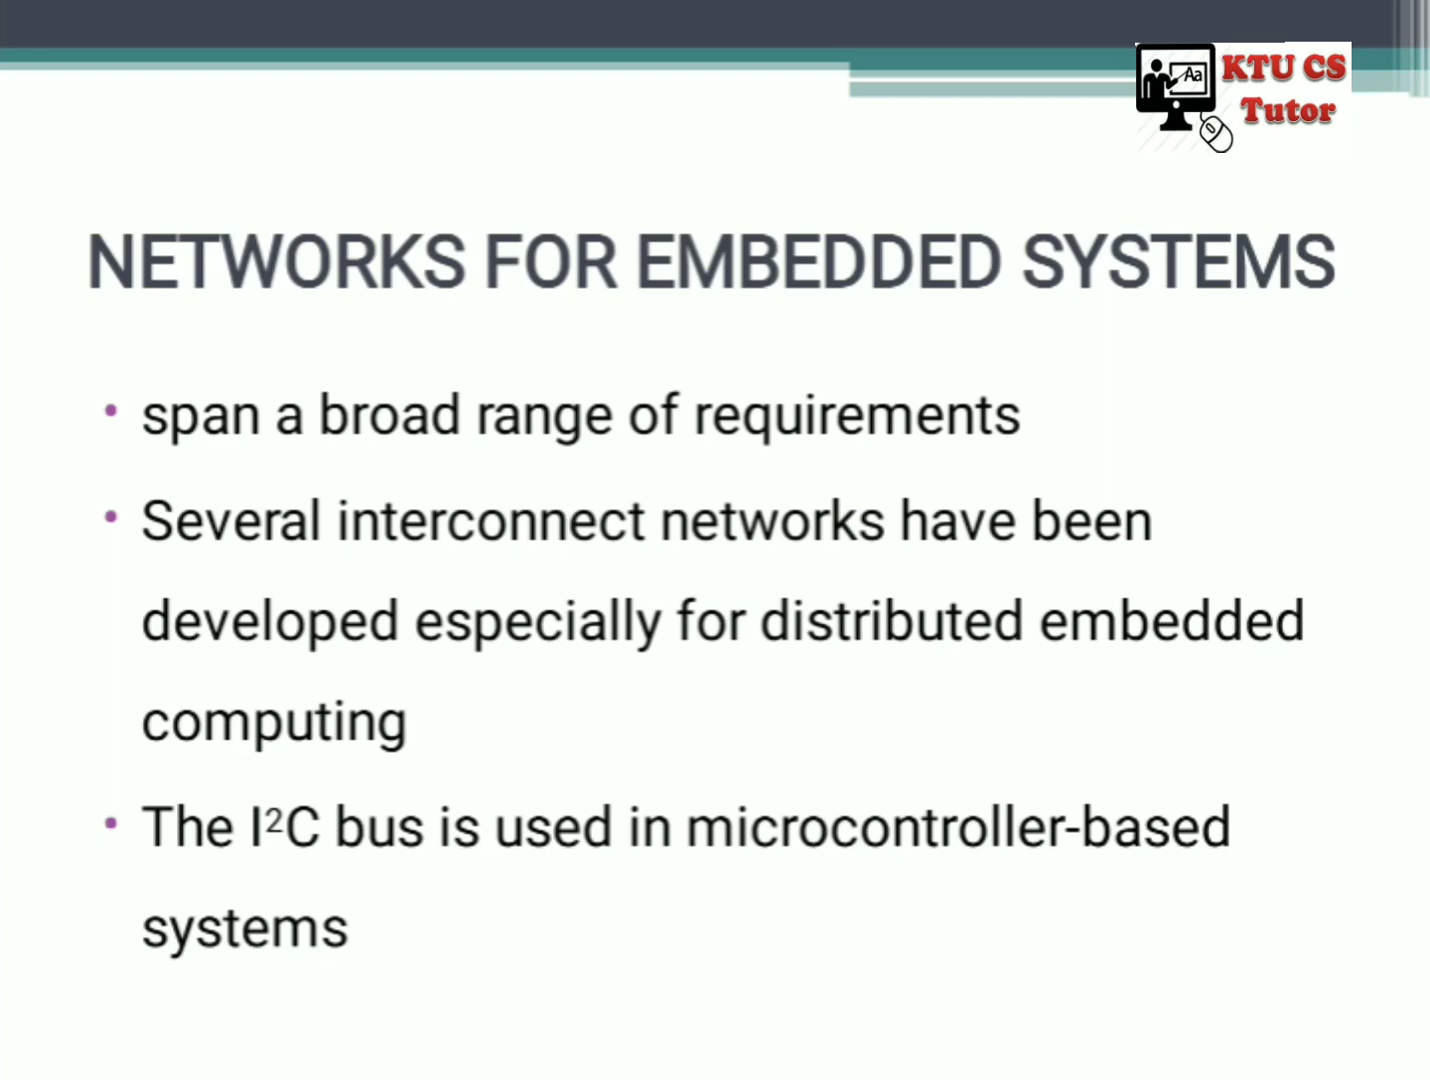 Aa
KTU CS
Tutor
NETWORKS FOR EMBEDDED SYSTEMS
• span a broad range of requirements
• Several interconnect networks have been
developed especially for distributed embedded
computing
• The I²C bus is used in microcontroller-based
systems